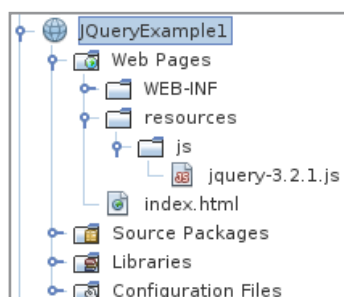 JQueryExample1
Web Pages
WEB-INF
resources
js
jquery-3.2.1.js
index.html
Source Packages
Libraries
Configuration Files